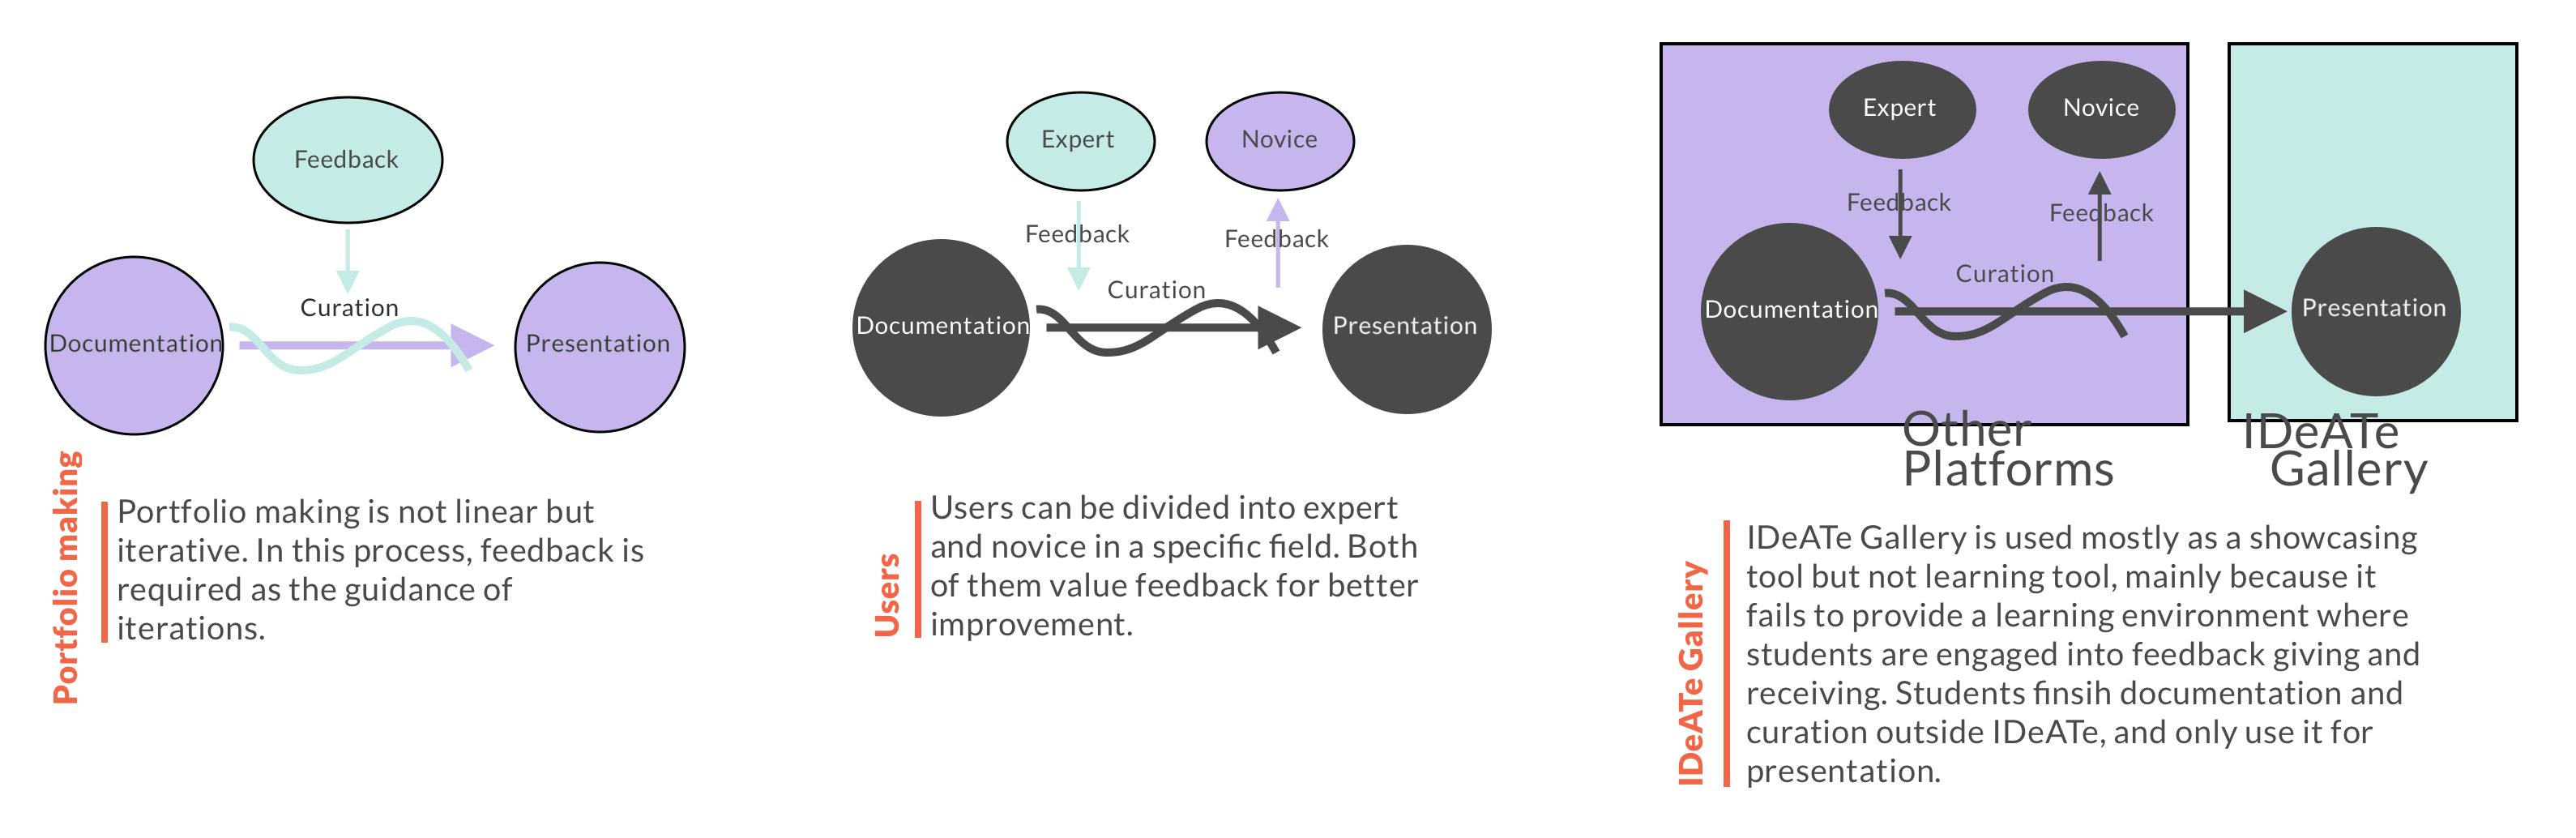 Feedback
Curation
Documentation
Presentation
Portfolio making
Portfolio making is not linear but
iterative. In this process, feedback is
required as the guidance of
iterations.
Expert
Novice
Feedback
Feedback
Curation
Documentation
Presentation
Users
Users can be divided into expert
and novice in a specific field. Both
of them value feedback for better
improvement.
Expert
Novice
Feedback
Feedback
Curation
Documentation
Presentation
Other
Platforms
IDeATe
Gallery
IDeATe Gallery
IDeATe Gallery is used mostly as a showcasing
tool but not learning tool, mainly because it
fails to provide a learning environment where
students are engaged into feedback giving and
receiving. Students finsih documentation and
curation outside IDeATe, and only use it for
presentation.